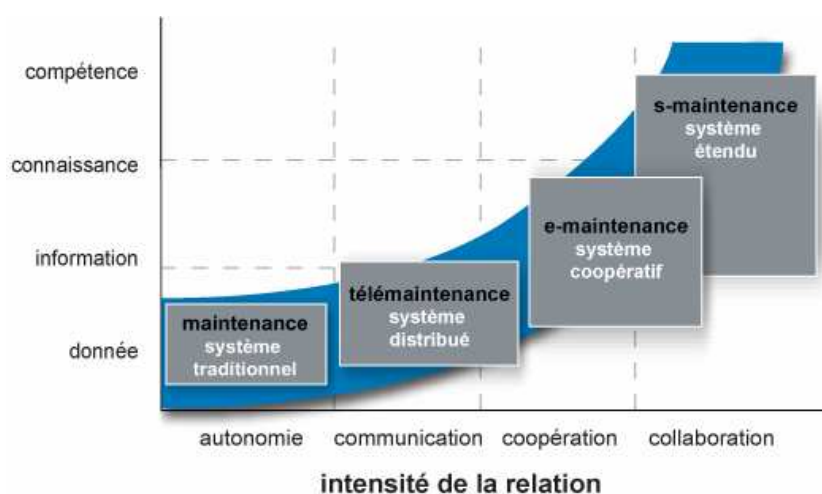 compétence
connaissance
information
donnée
s-maintenance
système
étendu
e-maintenance
système
coopératif
télémaintenance
système
distribué
maintenance
système
traditionnel
autonomie communication coopération collaboration
intensité de la relation